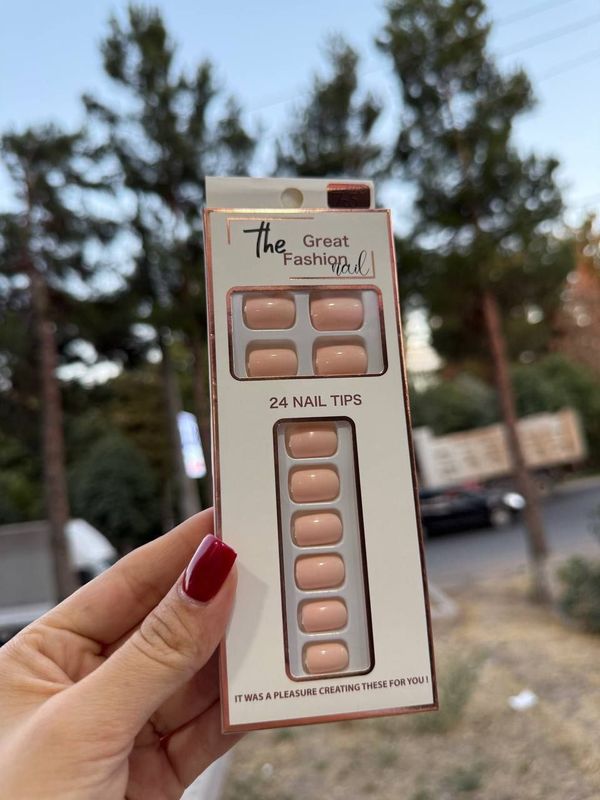 the Great
Fashion
nail
24 NAIL TIPS
IT WAS A PLEASURE CREATING THESE FOR YOU !